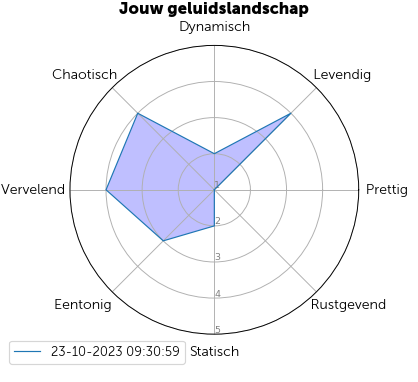 Jouw geluidslandschap
Dynamisch
Chaotisch
Levendig
Vervelend
1
Prettig
2
3
Eentonig
4
Rustgevend
5
23-10-2023 09:30:59
Statisch